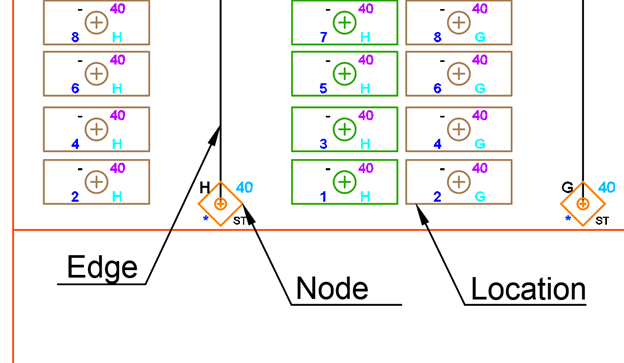 - 40 - 40 - 40
8 H 7 H 8 G
- 40 - 40 - 40
6 H 5 H 6 G
- 40 - 40 - 40
4 H 3 H 4 G
- 40 - 40 - 40
2 H 1 H 2 G
H 40 G 40
* ST * ST
Edge
Node
Location